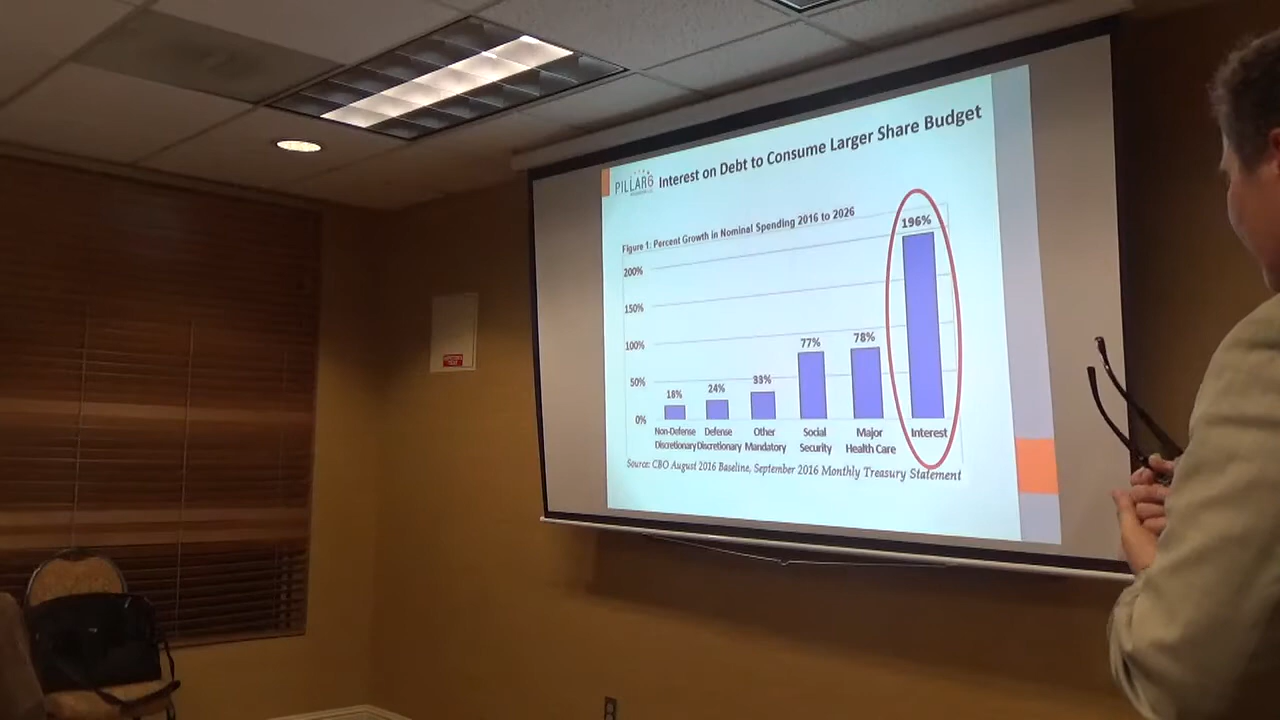 PILLAR6
Interest on Debt to Consume Larger Share Budget
Figure 1: Percent Growth in Nominal Spending 2016 to 2026
200%
150%
100%
50%
0%
18%
24%
33%
77%
78%
196%
Non-Defense Discretionary
Defense Discretionary
Other Mandatory
Social Security
Major Health Care
Interest
Source: CBO August 2016 Baseline, September 2016 Monthly Treasury Statement